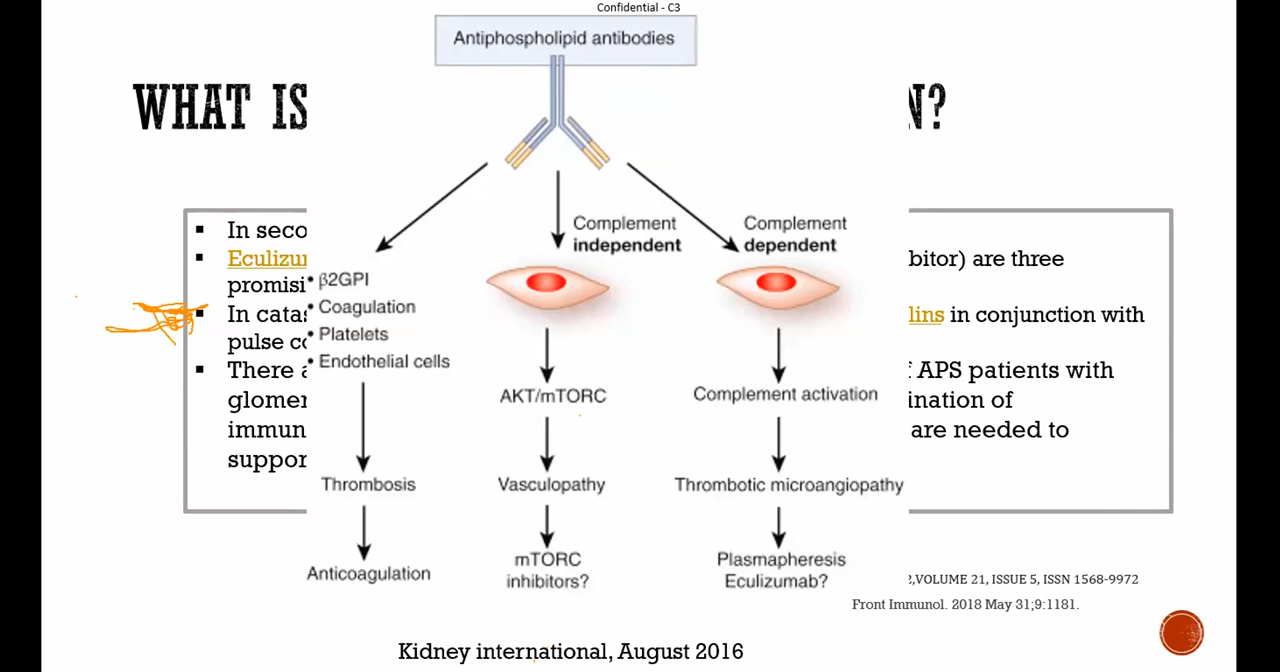 Confidential - C3
Antiphospholipid antibodies
WHAT IS
N?
Complement
independent
Complement
dependent
In seco
Eculizu
bitor) are three
promisi
In catas
lins in conjunction with
pulse co
There a
f APS patients with
glomer
ination of
immun
are needed to
suppor
• β2GPI
• Coagulation
• Platelets
• Endothelial cells
AKT/mTORC
Complement activation
Thrombosis
Vasculopathy
Thrombotic microangiopathy
Anticoagulation
mTORC
inhibitors?
Plasmapheresis
Eculizumab?
2,VOLUME 21, ISSUE 5, ISSN 1568-9972
Front Immunol. 2018 May 31;9:1181.
Kidney international, August 2016